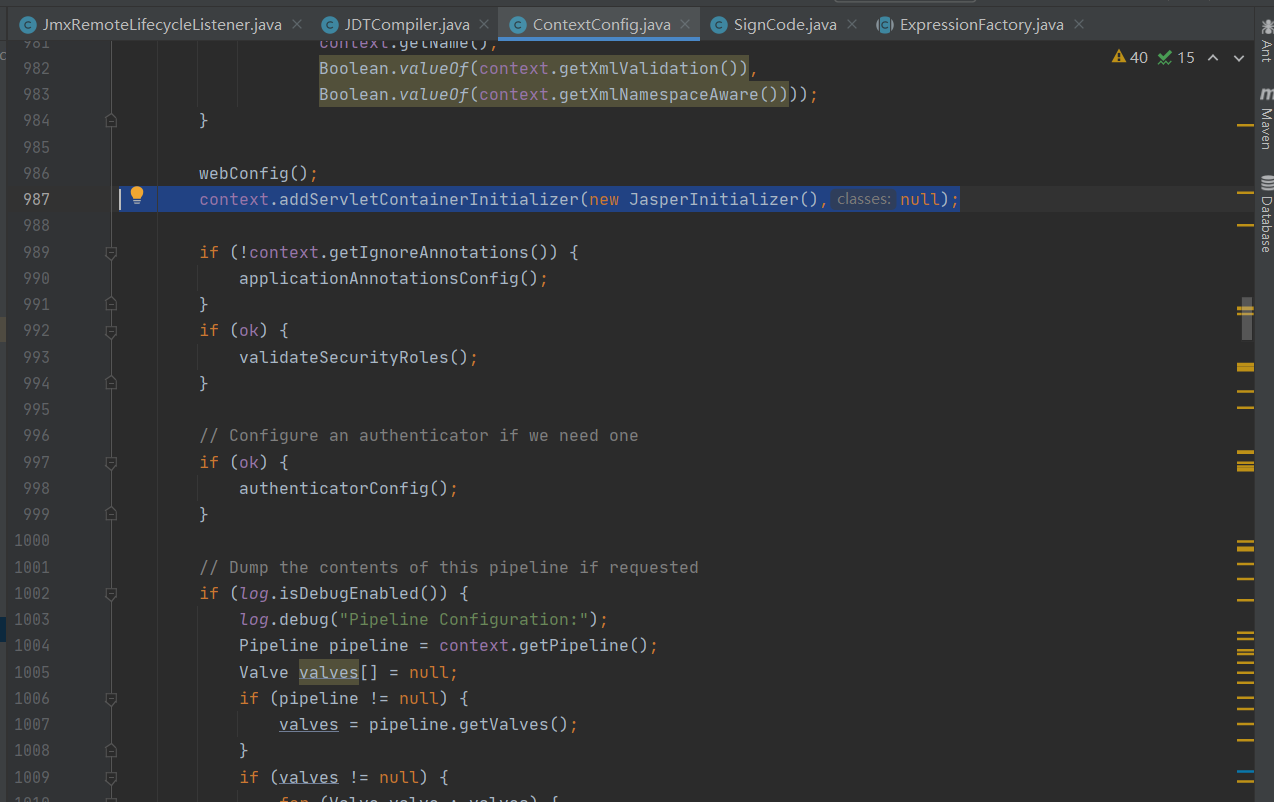 JmxRemoteLifecycleListener.java JDTCompiler.java ContextConfig.java SignCode.java ExpressionFactory.java
981 context.getName(), 40 15
982 Boolean.valueOf(context.getXmlValidation()),
983 Boolean.valueOf(context.getXmlNamespaceAware())));
984 }
985
986 webConfig();
987 context.addServletContainerInitializer(new JasperInitializer(), classes: null);
988
989 if (!context.getIgnoreAnnotations()) {
990 applicationAnnotationsConfig();
991 }
992 if (ok) {
993 validateSecurityRoles();
994 }
995
996 // Configure an authenticator if we need one
997 if (ok) {
998 authenticatorConfig();
999 }
1000
1001 // Dump the contents of this pipeline if requested
1002 if (log.isDebugEnabled()) {
1003 log.debug("Pipeline Configuration:");
1004 Pipeline pipeline = context.getPipeline();
1005 Valve valves[] = null;
1006 if (pipeline != null) {
1007 valves = pipeline.getValves();
1008 }
1009 if (valves != null) {
1010 for (Valve valve : valves) {
Ant
Maven
Database